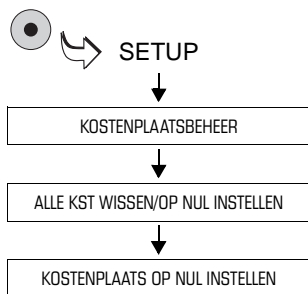 SETUP
KOSTENPLAATSBEHEER
ALLE KST WISSEN/OP NUL INSTELLEN
KOSTENPLAATS OP NUL INSTELLEN